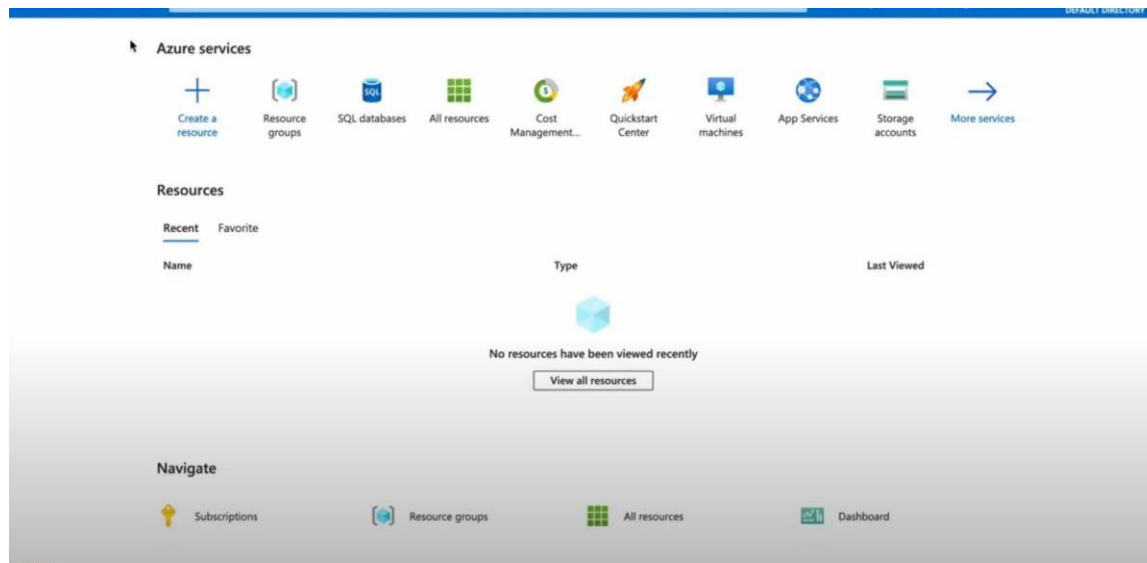 DEFAULT DIRECTORY
Azure services
Create a resource
Resource groups
SQL
SQL databases
All resources
Cost Management...
Quickstart Center
Virtual machines
App Services
Storage accounts
More services
Resources
Recent Favorite
Name Type Last Viewed
No resources have been viewed recently
View all resources
Navigate
Subscriptions Resource groups All resources Dashboard